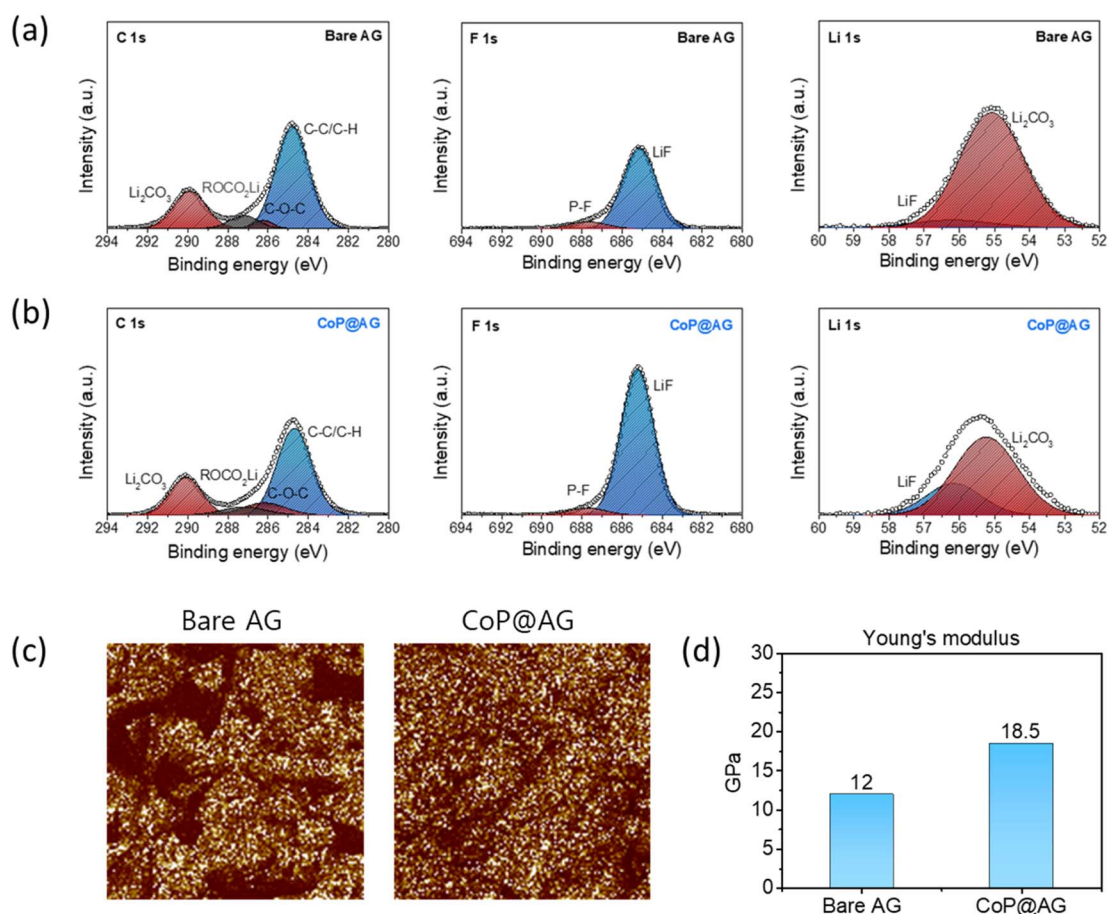 (a)
C 1s
Bare AG
Intensity (a.u.)
Li2CO3
ROCO2Li
C-O-C
C-C/C-H
294 292 290 288 286 284 282 280
Binding energy (eV)
F 1s
Bare AG
Intensity (a.u.)
P-F
LiF
694 692 690 688 686 684 682 680
Binding energy (eV)
Li 1s
Bare AG
Intensity (a.u.)
LiF
Li2CO3
60 59 58 57 56 55 54 53 52
Binding energy (eV)
(b)
C 1s
CoP@AG
Intensity (a.u.)
Li2CO3
ROCO2Li
C-O-C
C-C/C-H
294 292 290 288 286 284 282 280
Binding energy (eV)
F 1s
CoP@AG
Intensity (a.u.)
P-F
LiF
694 692 690 688 686 684 682 680
Binding energy (eV)
Li 1s
CoP@AG
Intensity (a.u.)
LiF
Li2CO3
60 59 58 57 56 55 54 53 52
Binding energy (eV)
(c)
Bare AG
CoP@AG
(d)
Young's modulus
GPa
30
25
20
15
10
5
0
12
18.5
Bare AG
CoP@AG